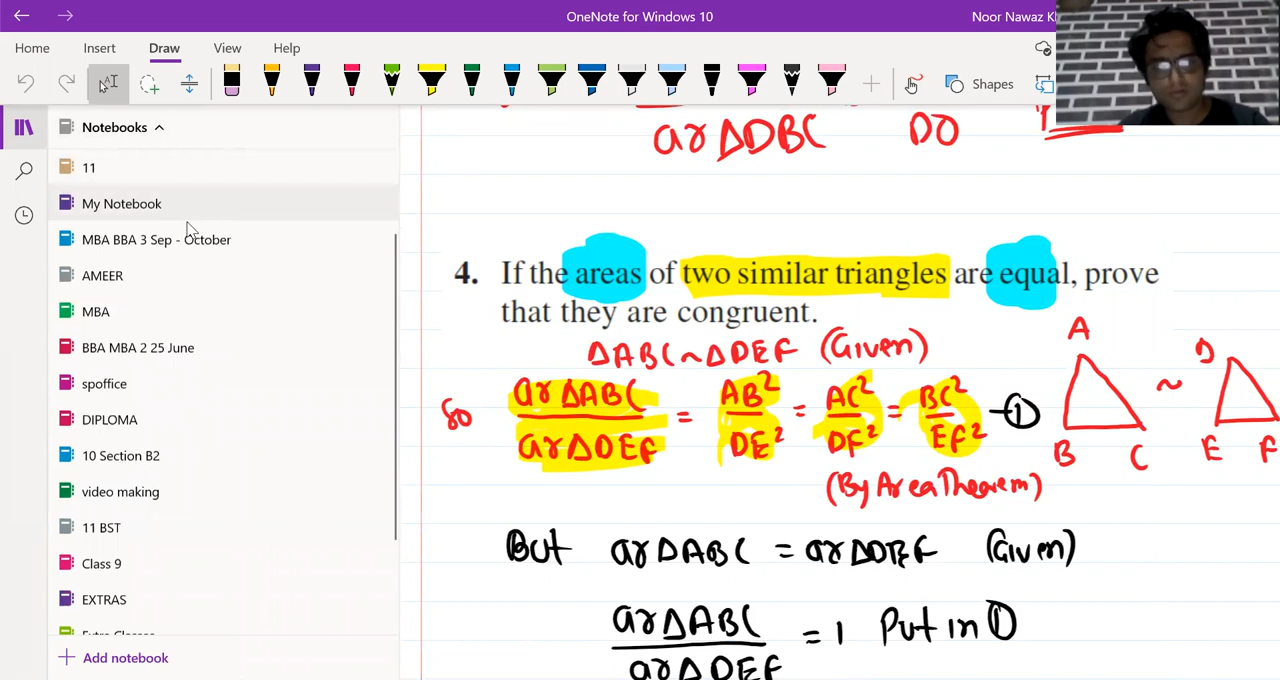 OneNote for Windows 10
Noor Nawaz
Home Insert Draw View Help
Shapes
Notebooks
11
My Notebook
MBA BBA 3 Sep - October
AMEER
MBA
BBA MBA 2 25 June
spoffice
DIPLOMA
10 Section B2
video making
11 BST
Class 9
EXTRAS
Add notebook
ar ΔDBC DO
4. If the areas of two similar triangles are equal, prove
that they are congruent.
ΔABC ~ ΔDEF (Given)
So ar ΔABC / ar ΔDEF = AB² / DE² = AC² / DF² = BC² / EF² — ①
(By Area Theorem)
A B C ~ D E F
But ar ΔABC = ar ΔDEF (Given)
ar ΔABC / ar ΔDEF = 1 Put in ①